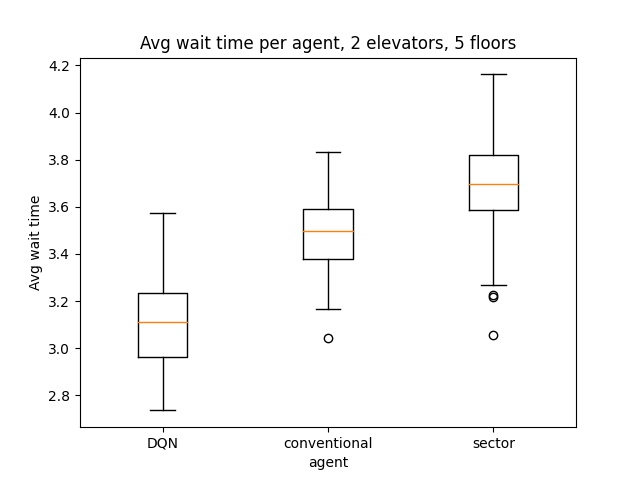 Avg wait time per agent, 2 elevators, 5 floors
4.2
4.0
3.8
3.6
3.4
3.2
3.0
2.8
Avg wait time
DQN conventional sector
agent